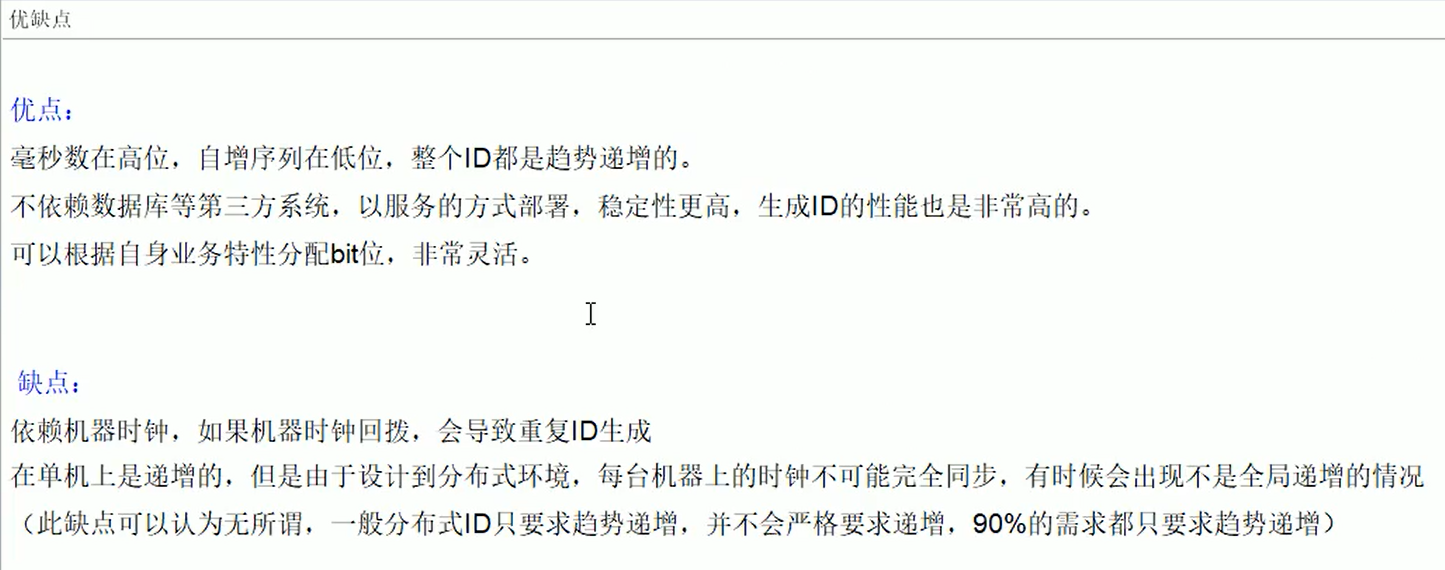 优缺点
优点：
毫秒数在高位，自增序列在低位，整个ID都是趋势递增的。
不依赖数据库等第三方系统，以服务的方式部署，稳定性更高，生成ID的性能也是非常高的。
可以根据自身业务特性分配bit位，非常灵活。
缺点：
依赖机器时钟，如果机器时钟回拨，会导致重复ID生成
在单机上是递增的，但是由于设计到分布式环境，每台机器上的时钟不可能完全同步，有时候会出现不是全局递增的情况
（此缺点可以认为无所谓，一般分布式ID只要求趋势递增，并不会严格要求递增，90%的需求都只要求趋势递增）